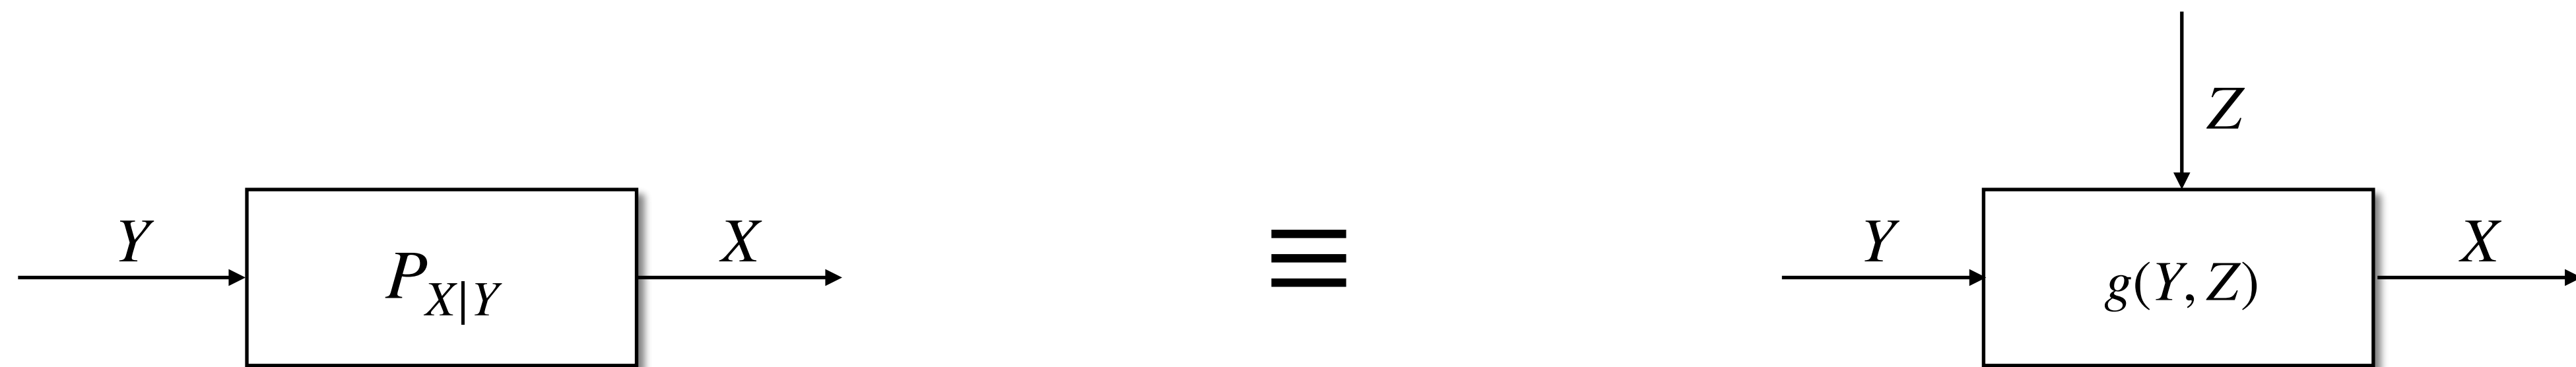 Y
P_{X|Y}
X
≡
Z
Y
g(Y, Z)
X